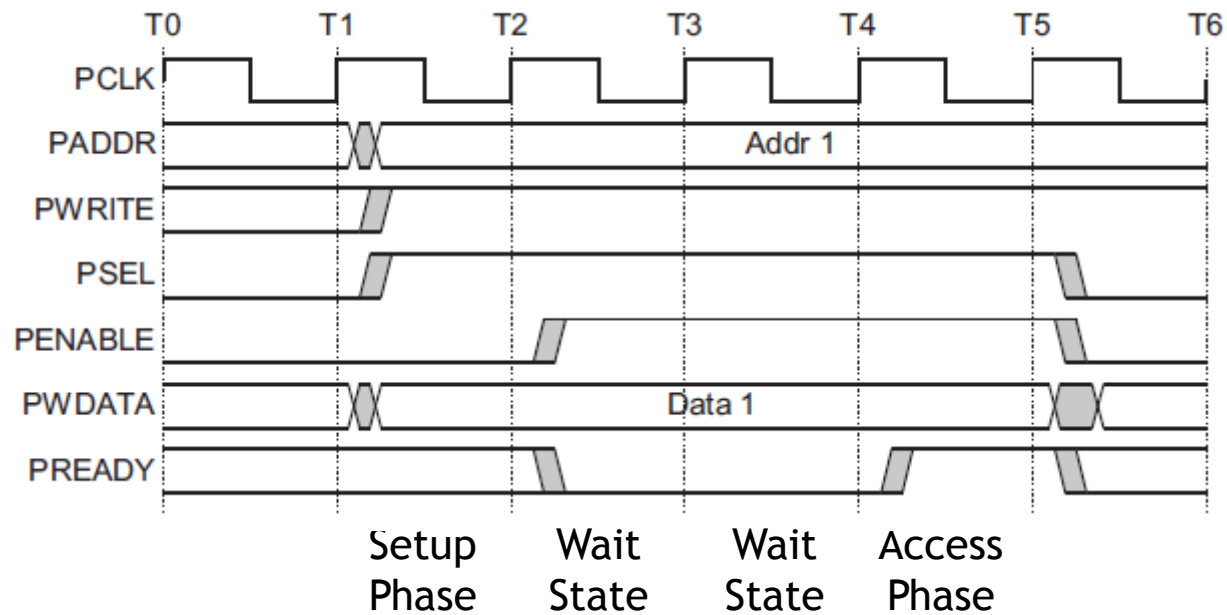 T0 T1 T2 T3 T4 T5 T6
PCLK
PADDR Addr 1
PWRITE
PSEL
PENABLE
PWDATA Data 1
PREADY
Setup Wait Wait Access
Phase State State Phase